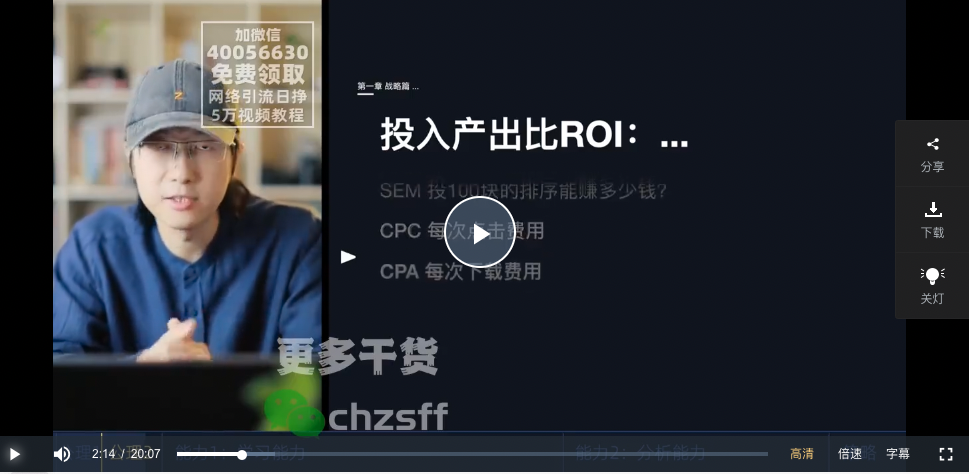 加微信
40056630
免费领取
网络引流日挣
5万视频教程
第一章 战略篇 ...
投入产出比ROI：...
SEM 投100块的排序能赚多少钱?
CPC 每次点击费用
CPA 每次下载费用
分享
下载
关灯
更多干货
chzsff
能力2：分析能力
2:14 / 20:07
高清
倍速
字幕